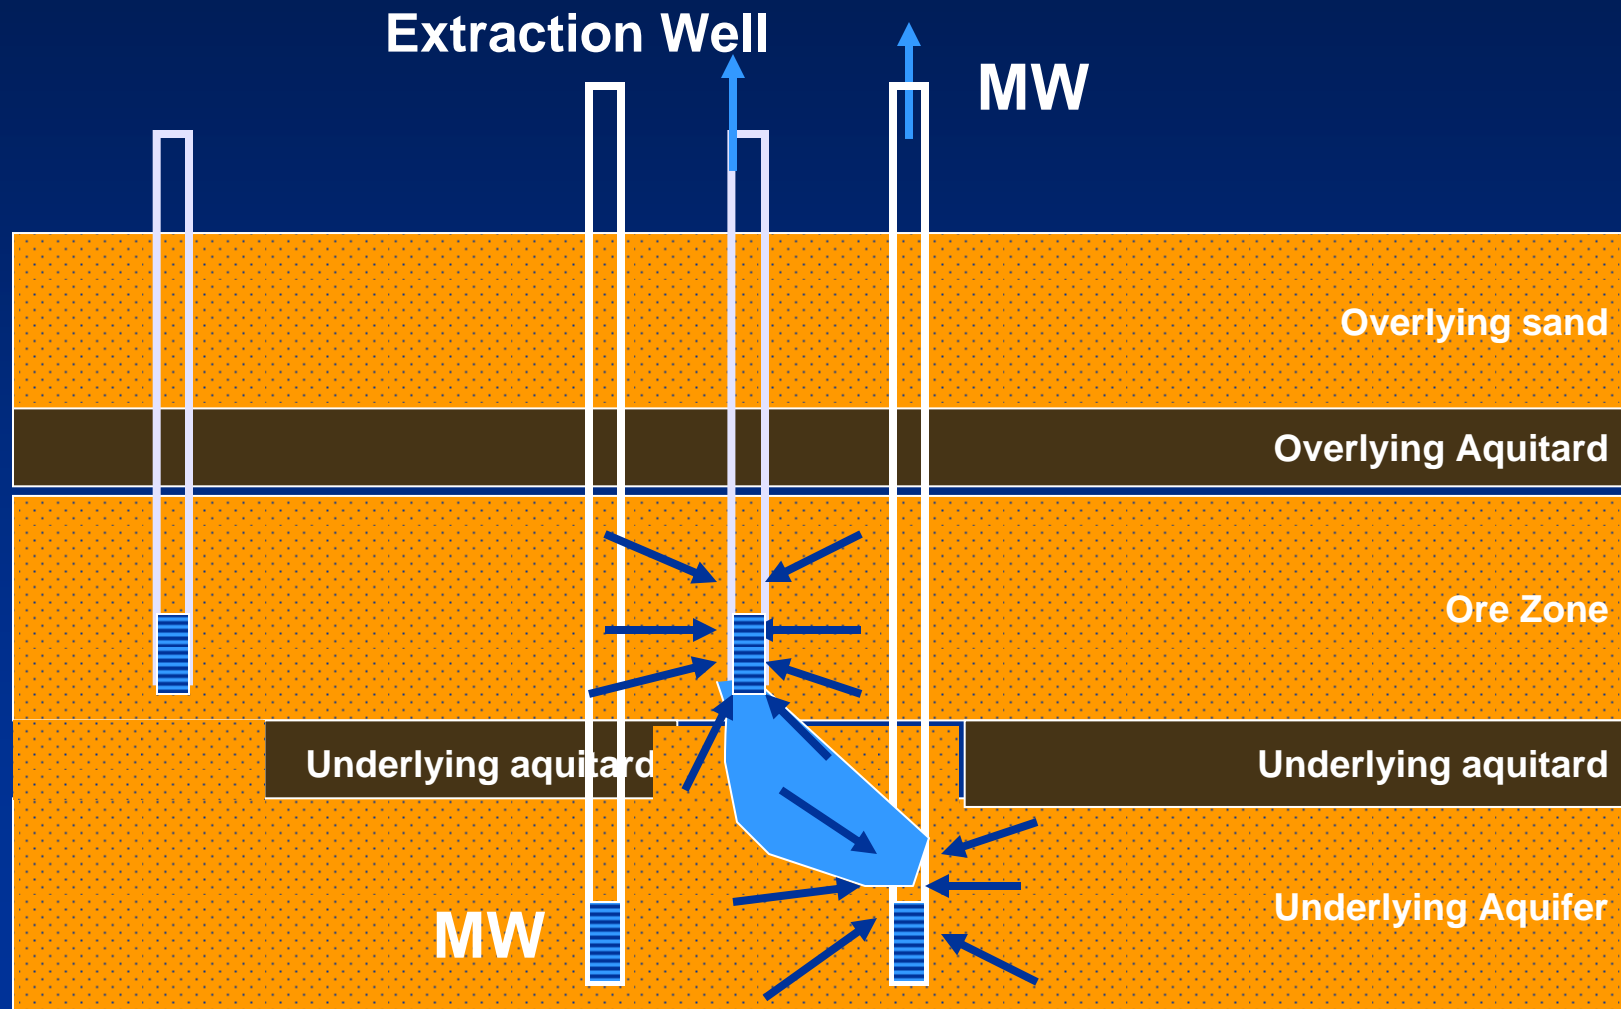 Extraction Well
MW
Overlying sand
Overlying Aquitard
Ore Zone
Underlying aquitard
Underlying aquitard
Underlying Aquifer
MW